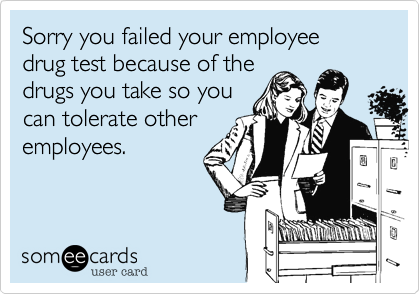 Sorry you failed your employee
drug test because of the
drugs you take so you
can tolerate other
employees.
someecards
user card